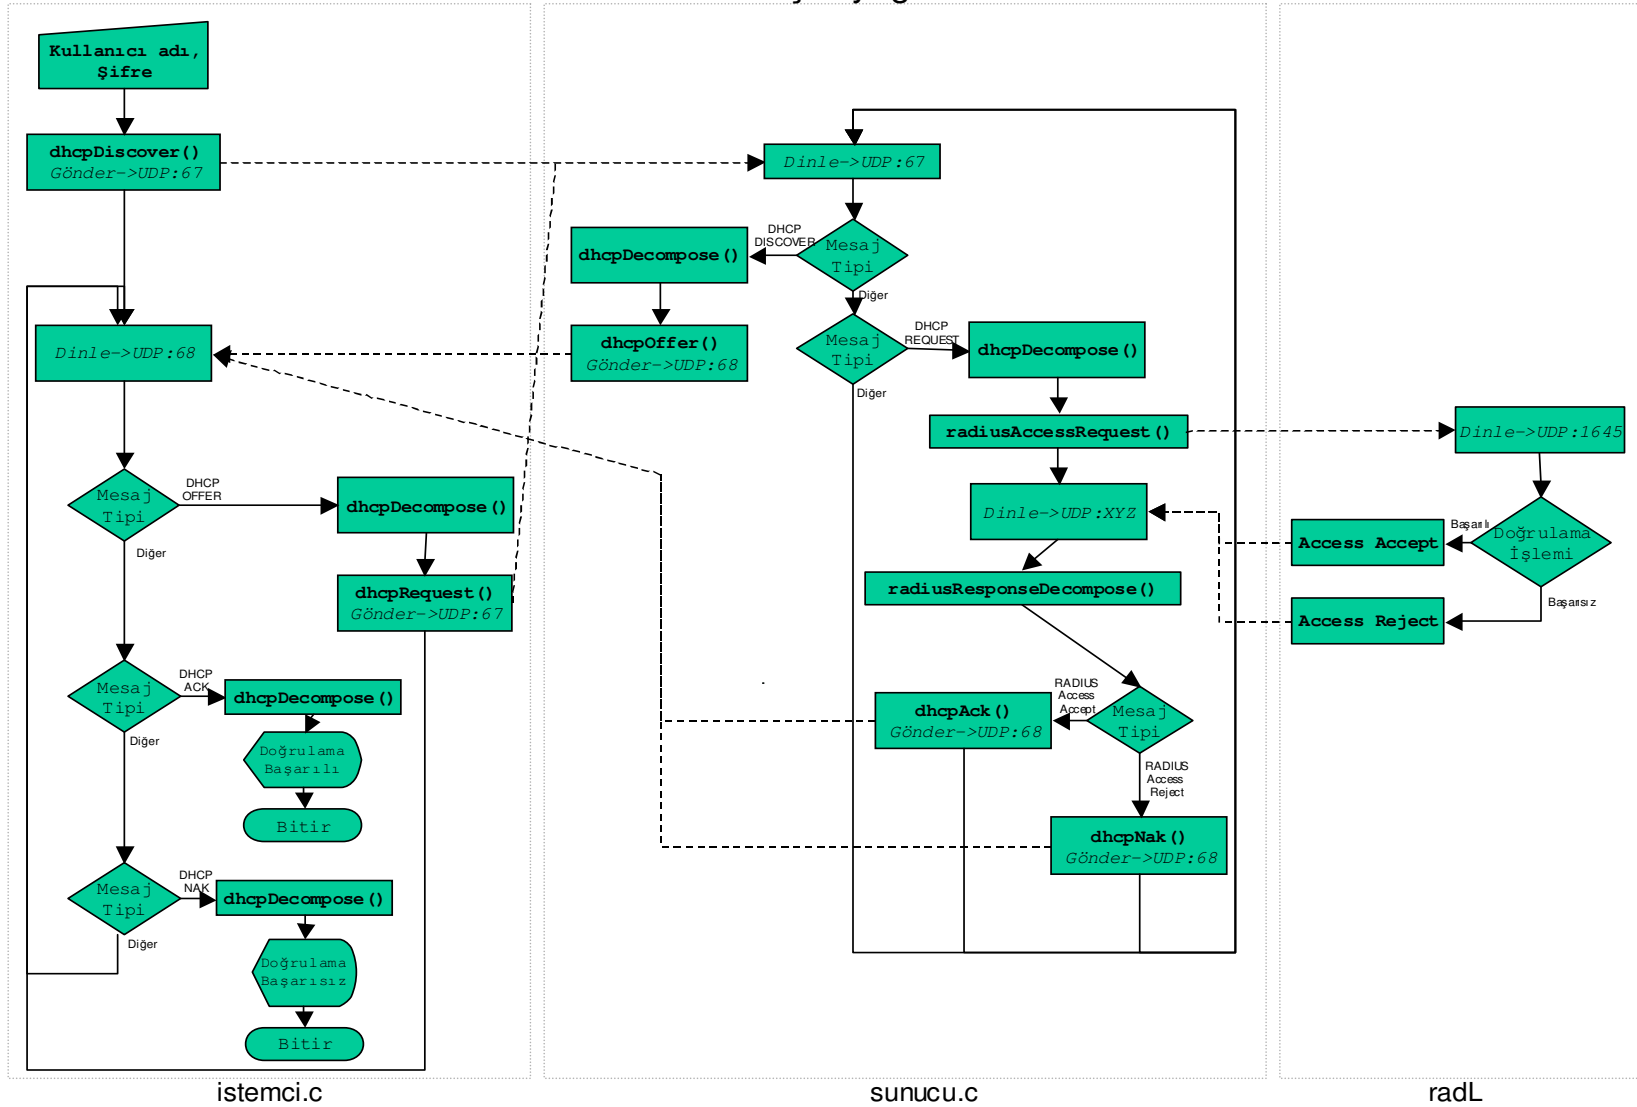 Kullanıcı adı,
Şifre
dhcpDiscover()
Gönder->UDP:67
Dinle->UDP:68
Mesaj
Tipi
DHCP
OFFER
Diğer
dhcpDecompose()
dhcpRequest()
Gönder->UDP:67
Mesaj
Tipi
DHCP
ACK
Diğer
dhcpDecompose()
Doğrulama
Başarılı
Bitir
Mesaj
Tipi
DHCP
NAK
Diğer
dhcpDecompose()
Doğrulama
Başarısız
Bitir
istemci.c
Dinle->UDP:67
Mesaj
Tipi
DHCP
DISCOVER
Diğer
dhcpDecompose()
dhcpOffer()
Gönder->UDP:68
Mesaj
Tipi
DHCP
REQUEST
Diğer
dhcpDecompose()
radiusAccessRequest()
Dinle->UDP:XYZ
radiusResponseDecompose()
Mesaj
Tipi
RADIUS
Access
Accept
dhcpAck()
Gönder->UDP:68
RADIUS
Access
Reject
dhcpNak()
Gönder->UDP:68
sunucu.c
Dinle->UDP:1645
Doğrulama
İşlemi
Başarılı
Access Accept
Başarısız
Access Reject
radL